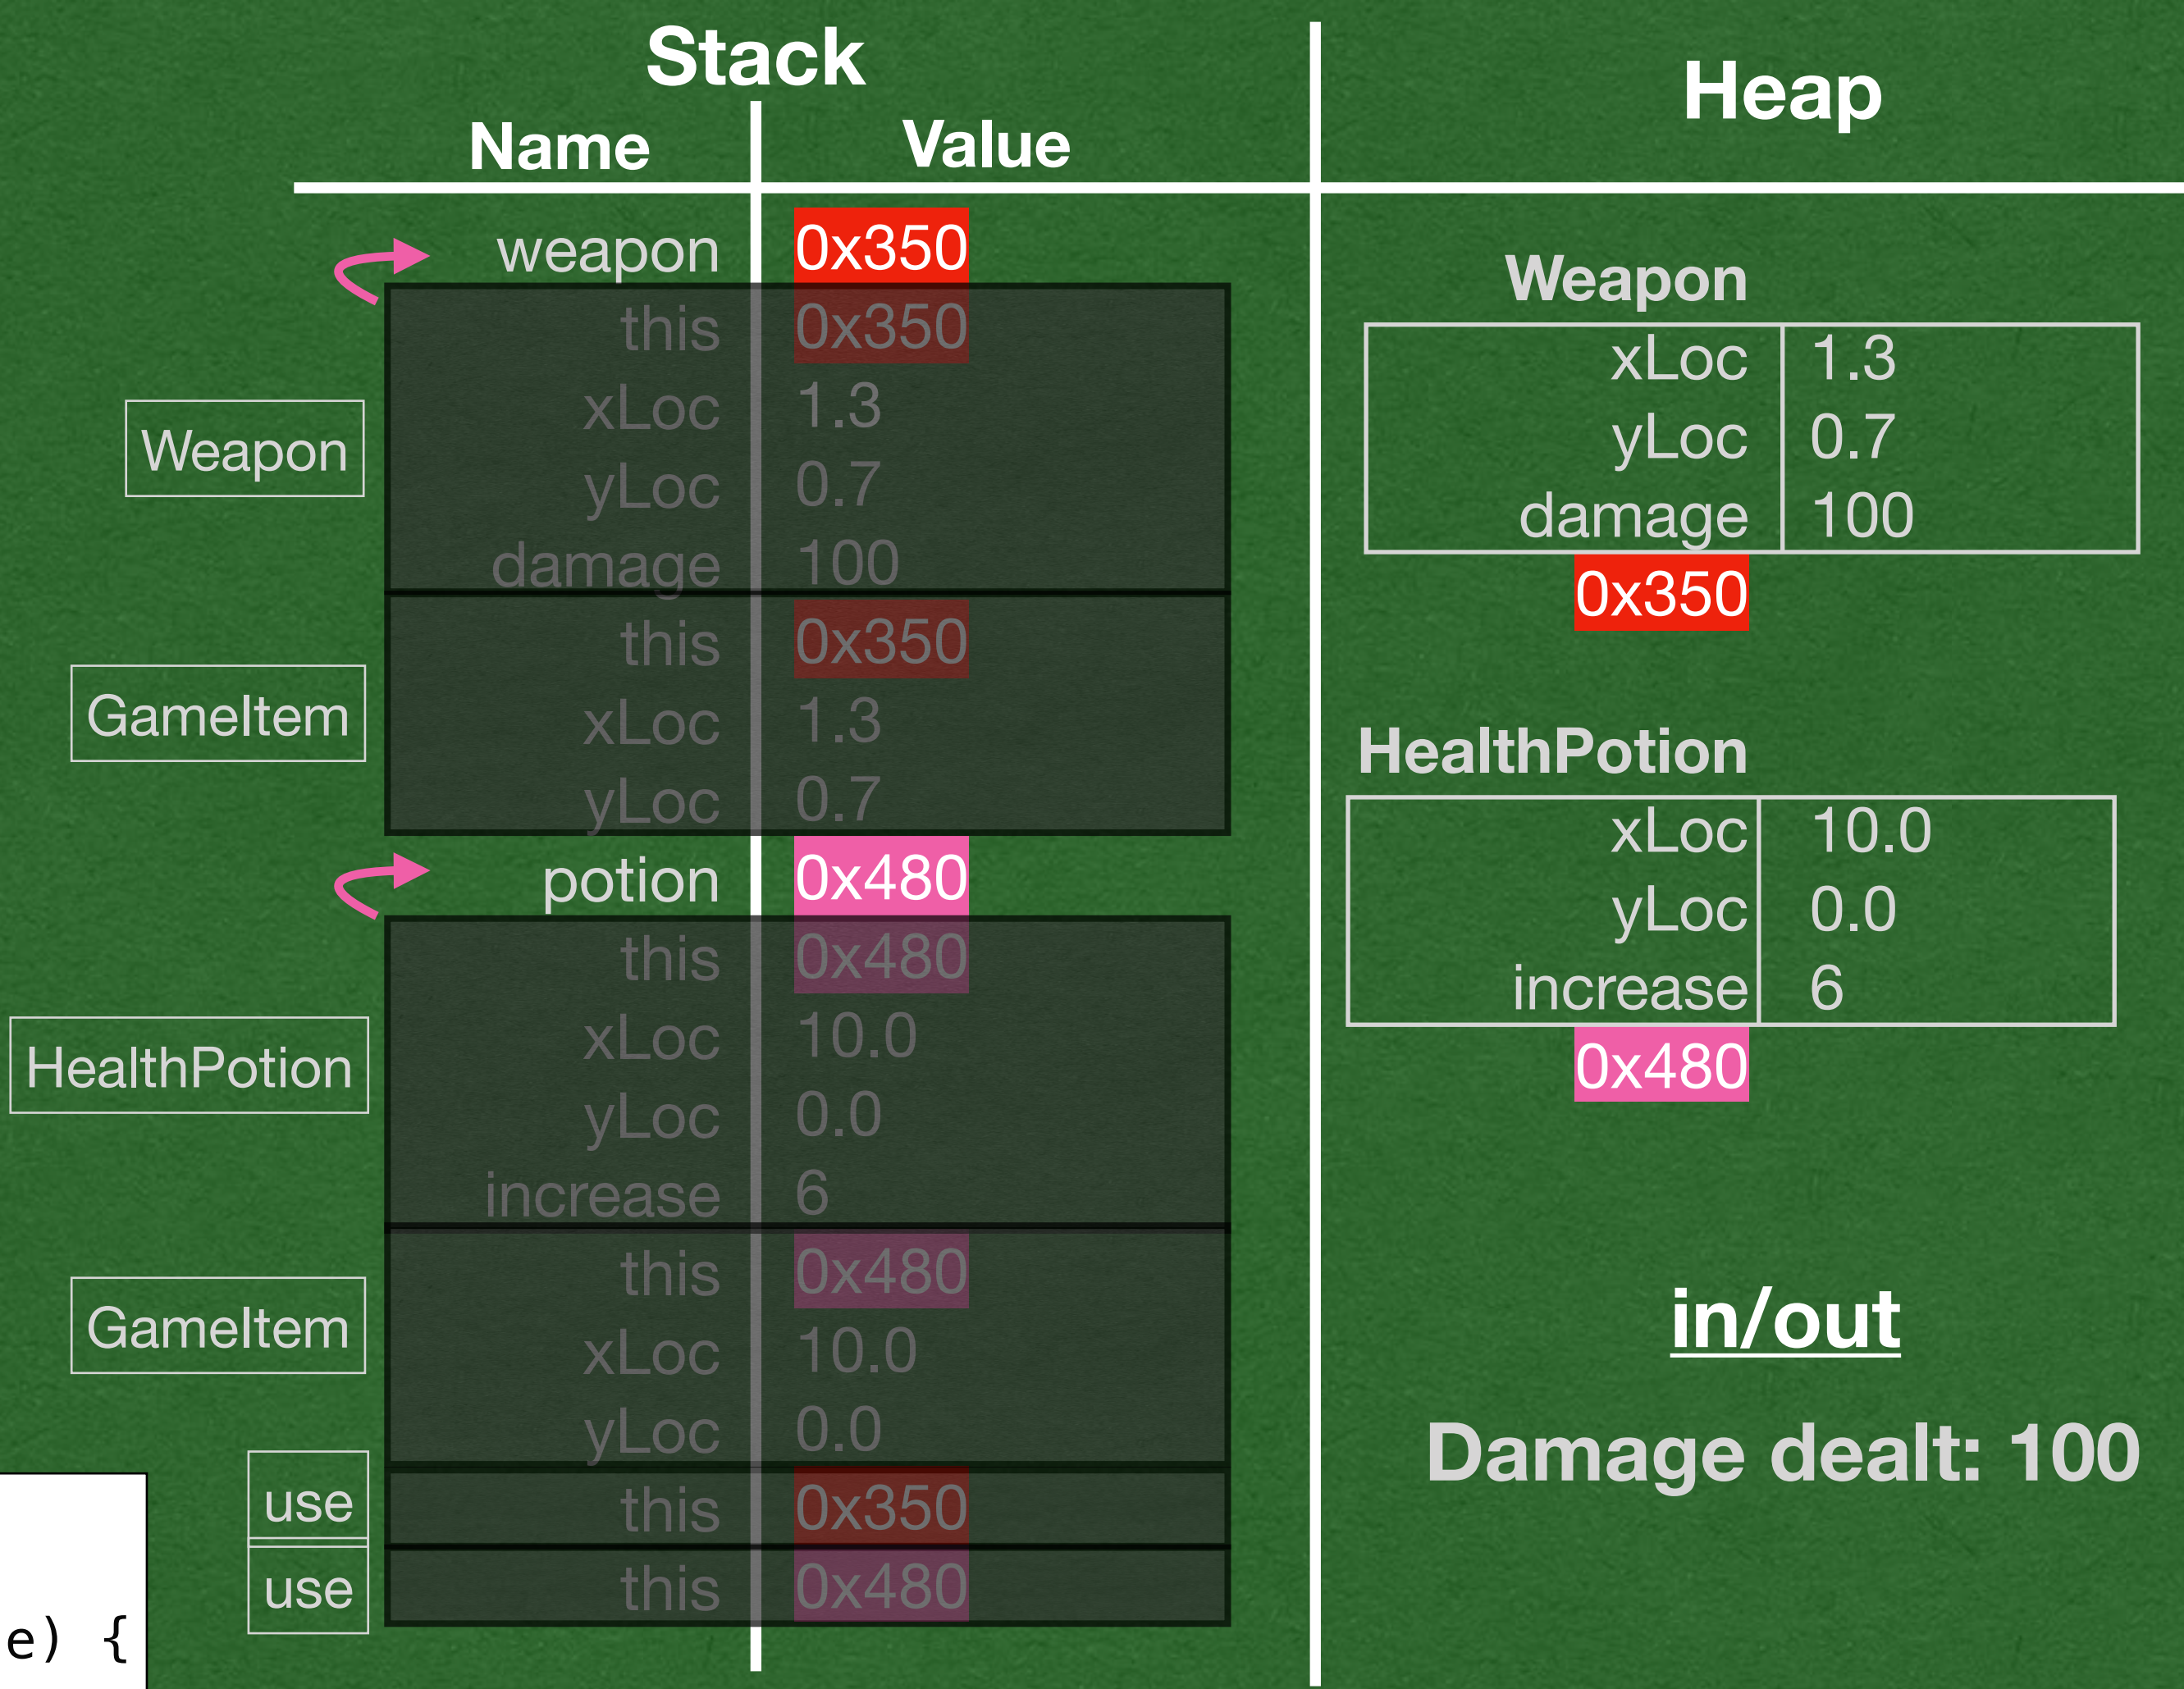 Stack
Name Value
weapon 0x350
this 0x350
xLoc 1.3
Weapon
yLoc 0.7
damage 100
this 0x350
GameItem
xLoc 1.3
yLoc 0.7
potion 0x480
this 0x480
xLoc 10.0
HealthPotion
yLoc 0.0
increase 6
this 0x480
GameItem
xLoc 10.0
yLoc 0.0
use this 0x350
use this 0x480
e) {
Heap
Weapon
xLoc 1.3
yLoc 0.7
damage 100
0x350
HealthPotion
xLoc 10.0
yLoc 0.0
increase 6
0x480
in/out
Damage dealt: 100